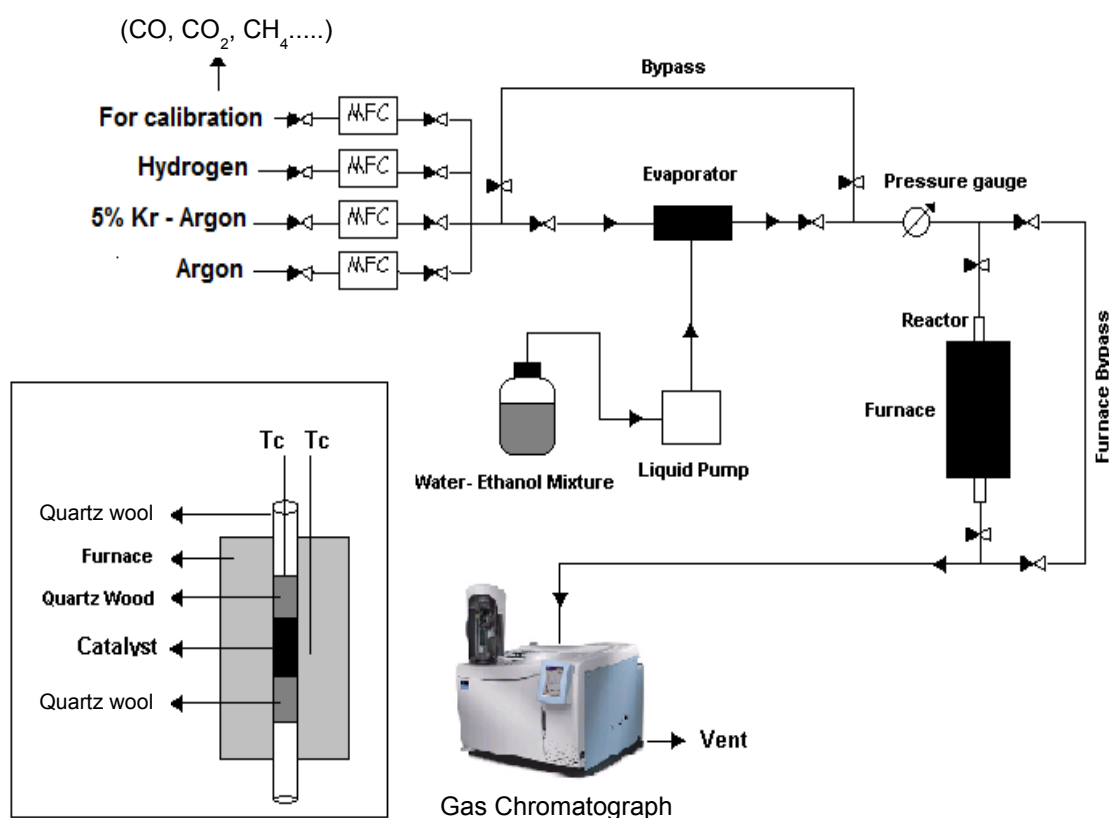 (CO, CO₂, CH₄.....)
Bypass
For calibration
MFC
Hydrogen
MFC
Evaporator
Pressure gauge
5% Kr - Argon
MFC
Argon
MFC
Reactor
Furnace
Furnace Bypass
Water- Ethanol Mixture
Liquid Pump
Tc Tc
Quartz wool
Furnace
Quartz Wood
Catalyst
Quartz wool
Vent
Gas Chromatograph